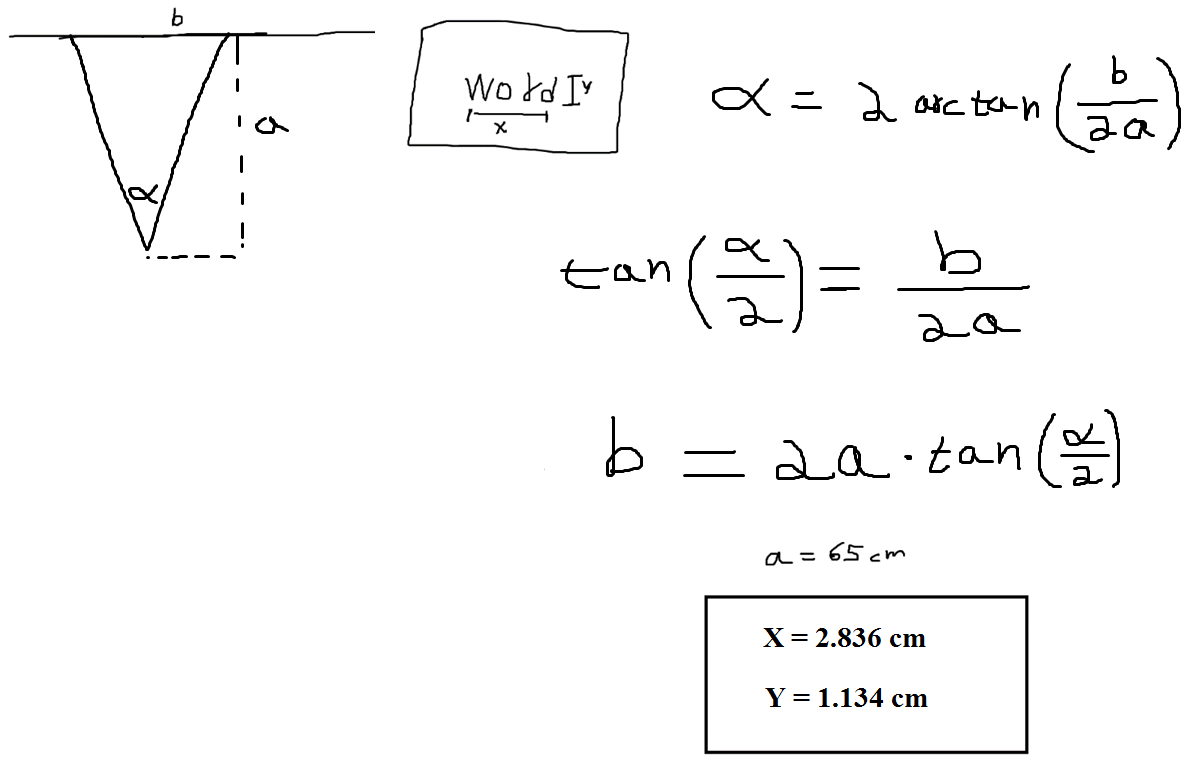 b
a
α
Word Y
x
α = 2 arctan(b/2a)
tan(α/2) = b/2a
b = 2a · tan(α/2)
a = 65 cm
X = 2.836 cm
Y = 1.134 cm